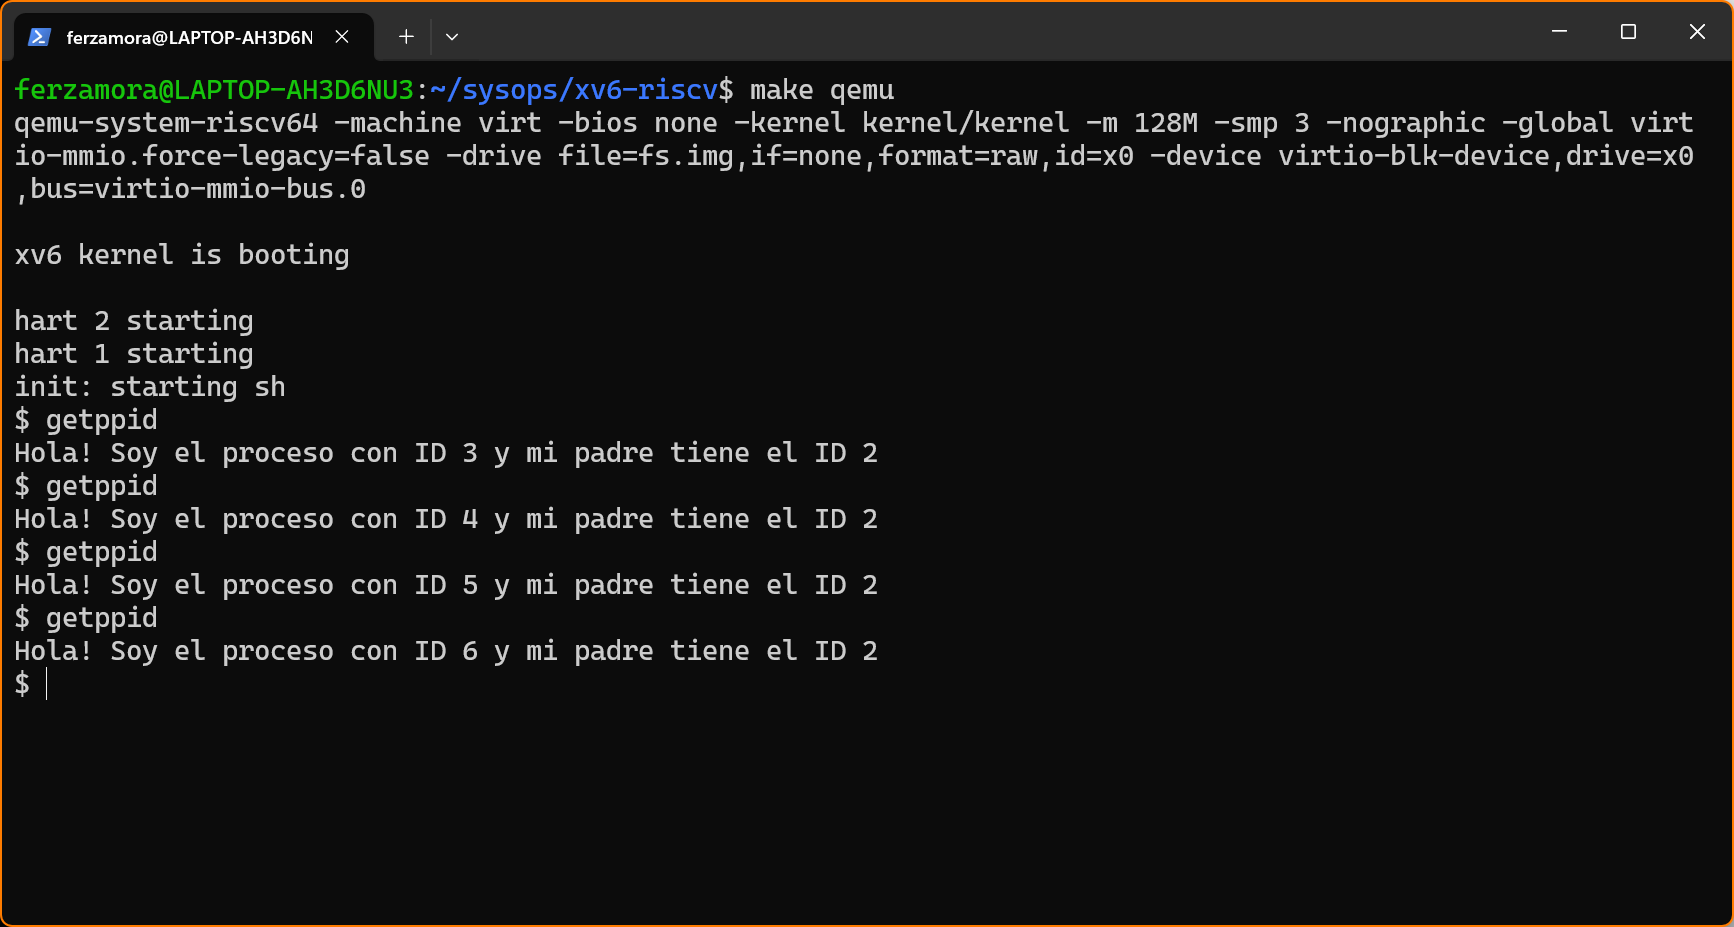 ferzamora@LAPTOP-AH3D6N
ferzamora@LAPTOP-AH3D6NU3:~/sysops/xv6-riscv$ make qemu
qemu-system-riscv64 -machine virt -bios none -kernel kernel/kernel -m 128M -smp 3 -nographic -global virt
io-mmio.force-legacy=false -drive file=fs.img,if=none,format=raw,id=x0 -device virtio-blk-device,drive=x0
,bus=virtio-mmio-bus.0
xv6 kernel is booting
hart 2 starting
hart 1 starting
init: starting sh
$ getppid
Hola! Soy el proceso con ID 3 y mi padre tiene el ID 2
$ getppid
Hola! Soy el proceso con ID 4 y mi padre tiene el ID 2
$ getppid
Hola! Soy el proceso con ID 5 y mi padre tiene el ID 2
$ getppid
Hola! Soy el proceso con ID 6 y mi padre tiene el ID 2
$